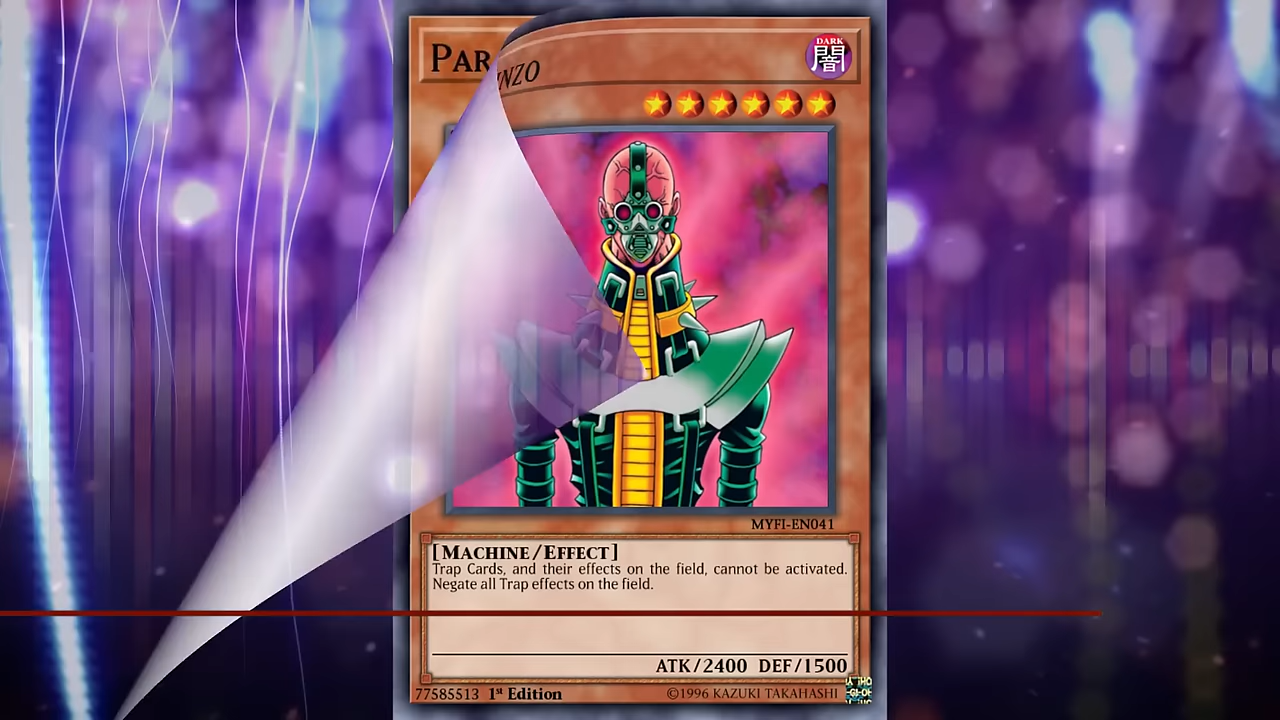 PAR NZO
DARK
闇
MYFI-EN041
[MACHINE/EFFECT]
Trap Cards, and their effects on the field, cannot be activated.
Negate all Trap effects on the field.
ATK/2400 DEF/1500
77585513 1st Edition ©1996 KAZUKI TAKAHASHI